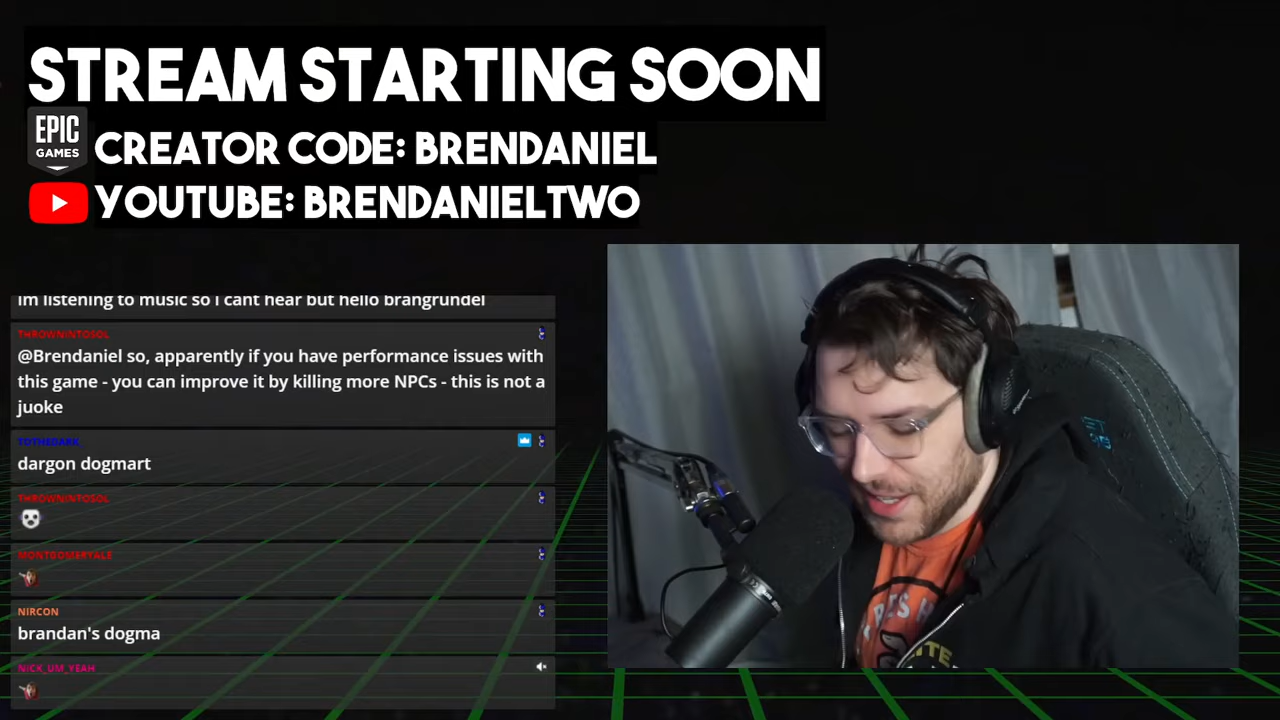 STREAM STARTING SOON
EPIC
GAMES
CREATOR CODE: BRENDANIEL
YOUTUBE: BRENDANIELTWO
im listening to music so i cant hear but hello brangrundel
THROWNINTOSOL
@Brendaniel so, apparently if you have performance issues with
this game - you can improve it by killing more NPCs - this is not a
juoke
TOTHEDARK
dargon dogmart
THROWNINTOSOL
MONTGOMERYALE
NIRCON
brandan's dogma
NICK_UM_YEAH